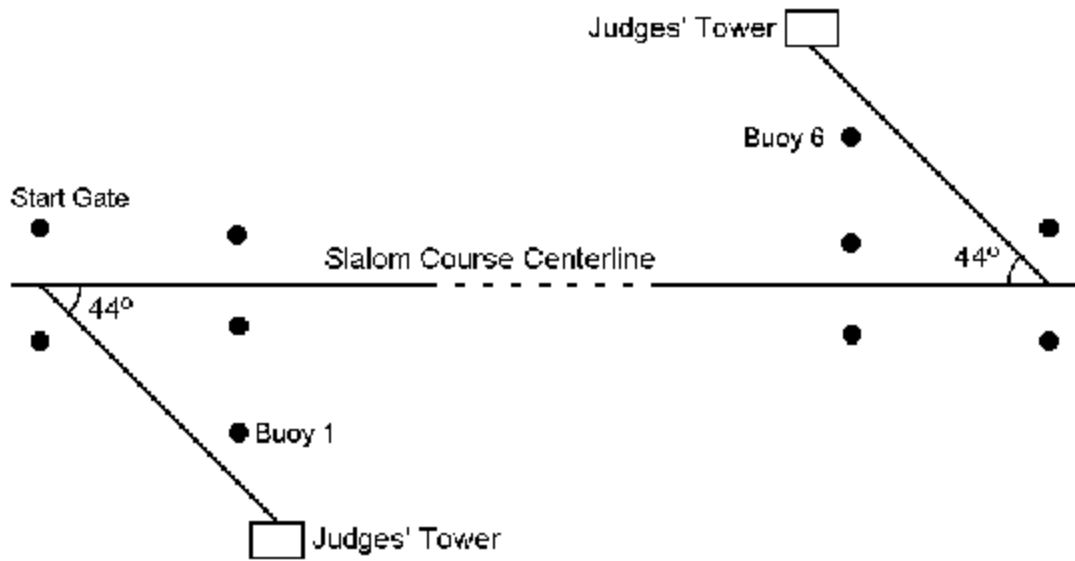 Judges' Tower
Buoy 6
Start Gate
Slalom Course Centerline
44º
44º
Buoy 1
Judges' Tower